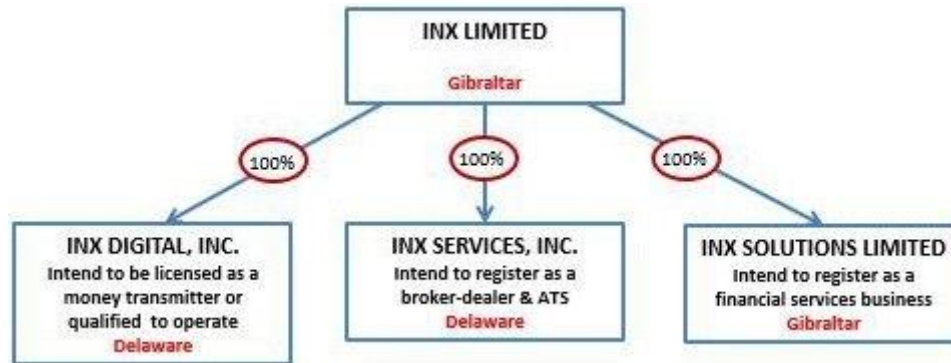 INX LIMITED
Gibraltar
100%
100%
100%
INX DIGITAL, INC.
Intend to be licensed as a
money transmitter or
qualified to operate
Delaware
INX SERVICES, INC.
Intend to register as a
broker-dealer & ATS
Delaware
INX SOLUTIONS LIMITED
Intend to register as a
financial services business
Gibraltar